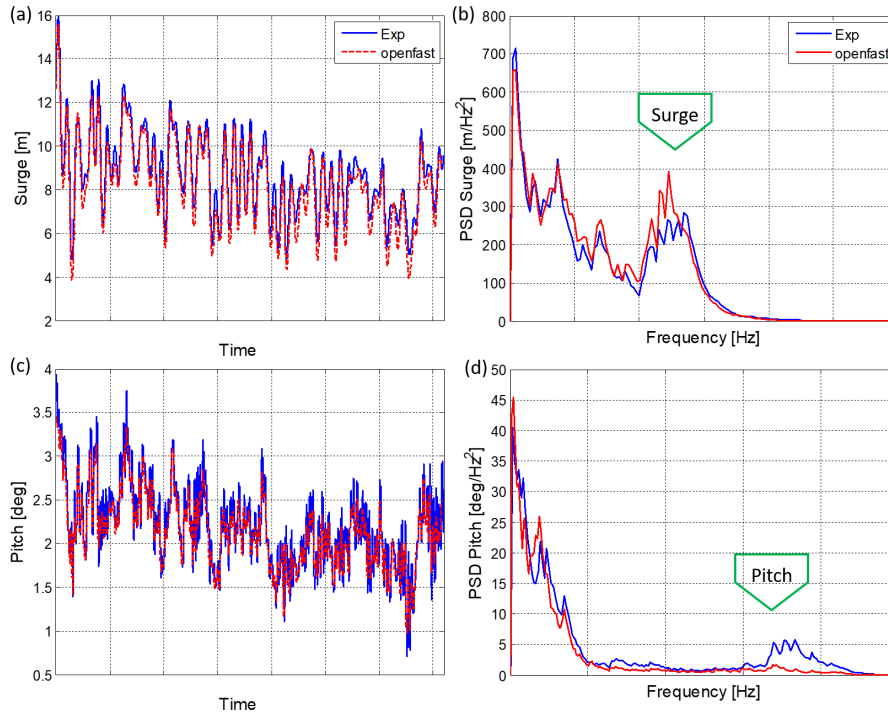 (a)
16
14
12
10
8
6
4
2
Surge [m]
Time
Exp
openfast
(b)
800
700
600
500
400
300
200
100
0
PSD Surge [m/Hz²]
Frequency [Hz]
Exp
openfast
Surge
(c)
4
3.5
3
2.5
2
1.5
1
0.5
Pitch [deg]
Time
(d)
50
45
40
35
30
25
20
15
10
5
0
PSD Pitch [deg/Hz²]
Frequency [Hz]
Pitch